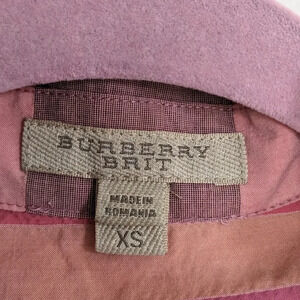 BURBERRY
BRIT
MADE IN
ROMANIA
XS